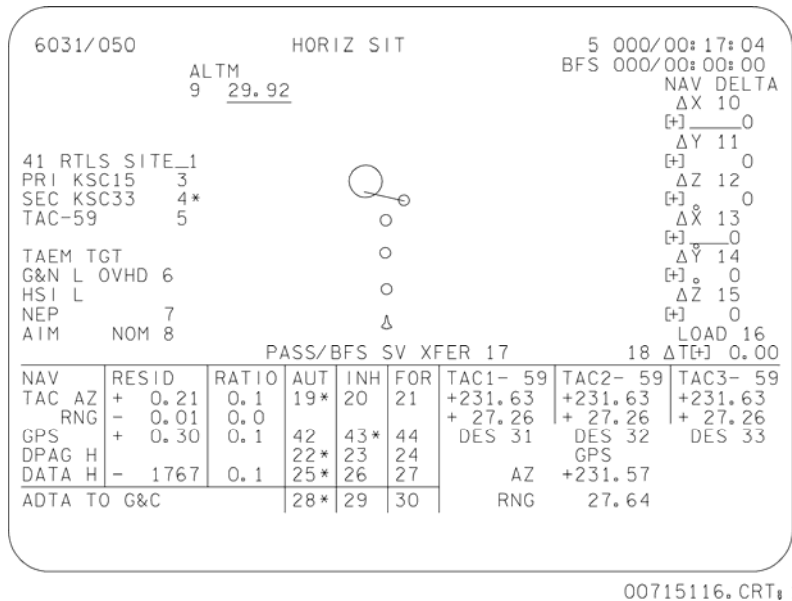 6031/050 HORIZ SIT 5 000/00:17:04
BFS 000/00:00:00
ALTM NAV DELTA
9 29.92 ΔX 10
[+]_____0
ΔY 11
[+] 0
41 RTLS SITE_1
PRI KSC15 3 ΔZ 12
SEC KSC33 4* [+] 0
TAC-59 5 ΔẊ 13
[+]____0
TAEM TGT ΔẎ 14
G&N L OVHD 6 [+] 0
HSI L ΔŻ 15
NEP 7 [+] 0
AIM NOM 8 LOAD 16
PASS/BFS SV XFER 17 18 ΔT[+] 0.00
NAV RESID RATIO AUT INH FOR TAC1- 59 TAC2- 59 TAC3- 59
TAC AZ + 0.21 0.1 19* 20 21 +231.63 +231.63 +231.63
RNG - 0.01 0.0 + 27.26 + 27.26 + 27.26
GPS + 0.30 0.1 42 43* 44 DES 31 DES 32 DES 33
DPAG H 22* 23 24 GPS
DATA H - 1767 0.1 25* 26 27 AZ +231.57
ADTA TO G&C 28* 29 30 RNG 27.64
00715116.CRT;